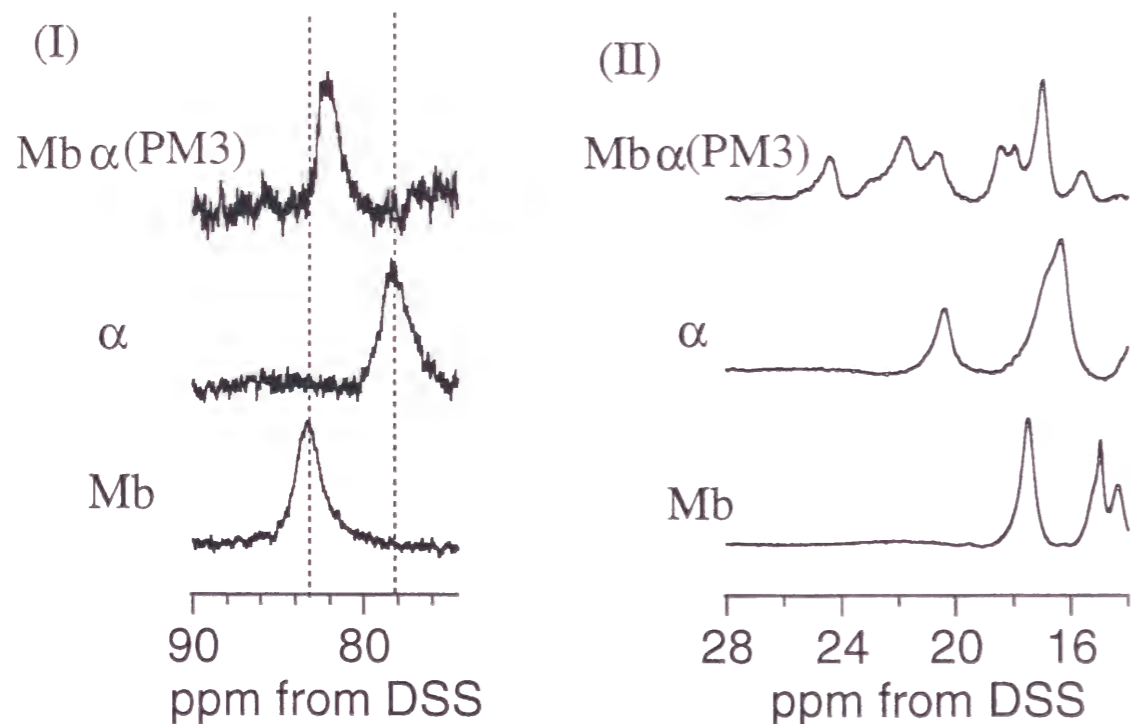 (I)
Mb α(PM3)
α
Mb
90 80
ppm from DSS
(II)
Mb α(PM3)
α
Mb
28 24 20 16
ppm from DSS